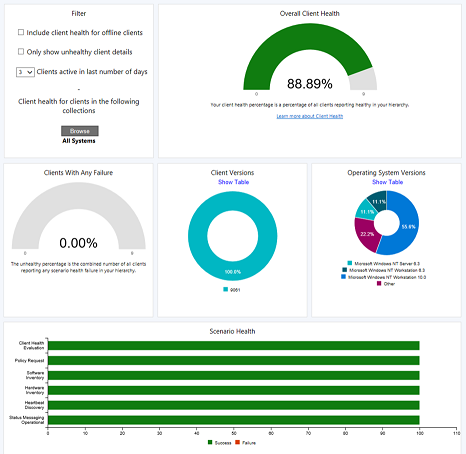 Filter
Include client health for offline clients
Only show unhealthy client details
3 Clients active in last number of days
-
Client health for clients in the following
collections
Browse
All Systems
Overall Client Health
88.89%
0 9
Your client health percentage is a percentage of all clients reporting healthy in your hierarchy.
Learn more about Client Health
Clients With Any Failure
0.00%
0 9
The unhealthy percentage is the combined number of all clients
reporting any scenario health failure in your hierarchy.
Client Versions
Show Table
100.0%
9061
Operating System Versions
Show Table
11.1%
11.1%
55.6%
22.2%
Microsoft Windows NT Server 6.3
Microsoft Windows NT Workstation 6.3
Microsoft Windows NT Workstation 10.0
Other
Scenario Health
Client Health
Evaluation
Policy Request
Software
Inventory
Hardware
Inventory
Heartbeat
Discovery
Status Messaging
Operational
0 10 20 30 40 50 60 70 80 90 100 110
Success Failure